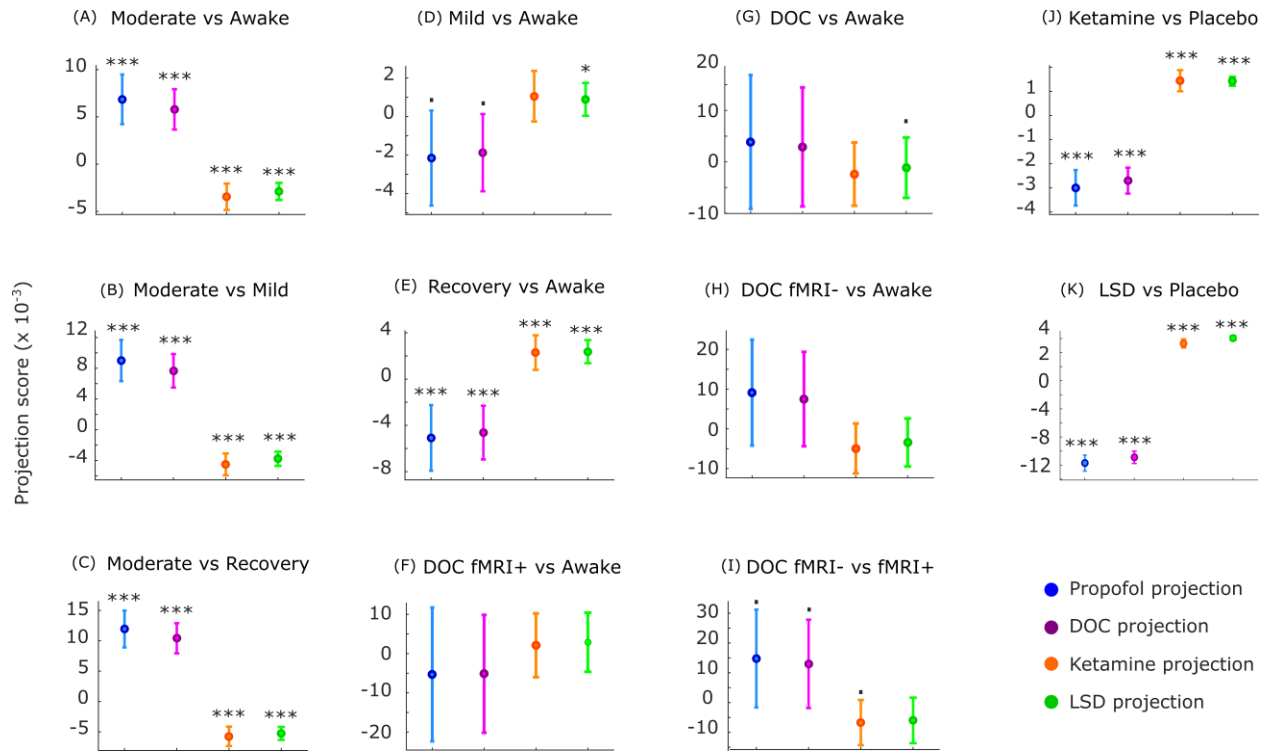 Projection score (x 10⁻³)
(A) Moderate vs Awake
10
5
0
-5
*** *** *** ***
(D) Mild vs Awake
2
0
-2
-4
. . *
(G) DOC vs Awake
20
10
0
-10
.
(J) Ketamine vs Placebo
1
0
1
-1
-2
-3
-4
*** *** *** ***
(B) Moderate vs Mild
12
8
4
0
-4
*** *** *** ***
(E) Recovery vs Awake
4
0
-4
-8
*** *** *** ***
(H) DOC fMRI- vs Awake
20
10
0
-10
(K) LSD vs Placebo
4
2
0
-4
-8
-12
*** *** *** ***
(C) Moderate vs Recovery
15
10
5
0
-5
*** *** *** ***
(F) DOC fMRI+ vs Awake
10
0
-10
-20
(I) DOC fMRI- vs fMRI+
30
20
10
0
-10
. . .
Propofol projection
DOC projection
Ketamine projection
LSD projection